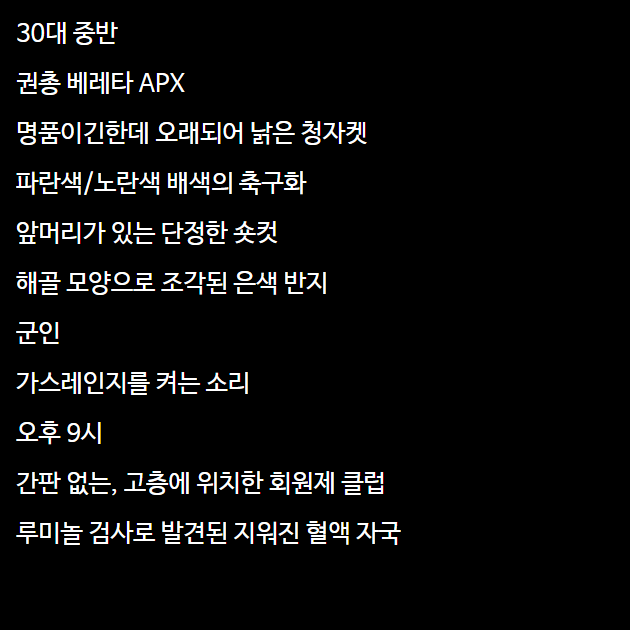 30대 중반
권총 베레타 APX
명품이긴한데 오래되어 낡은 청자켓
파란색/노란색 배색의 축구화
앞머리가 있는 단정한 숏컷
해골 모양으로 조각된 은색 반지
군인
가스레인지를 켜는 소리
오후 9시
간판 없는, 고층에 위치한 회원제 클럽
루미놀 검사로 발견된 지워진 혈액 자국